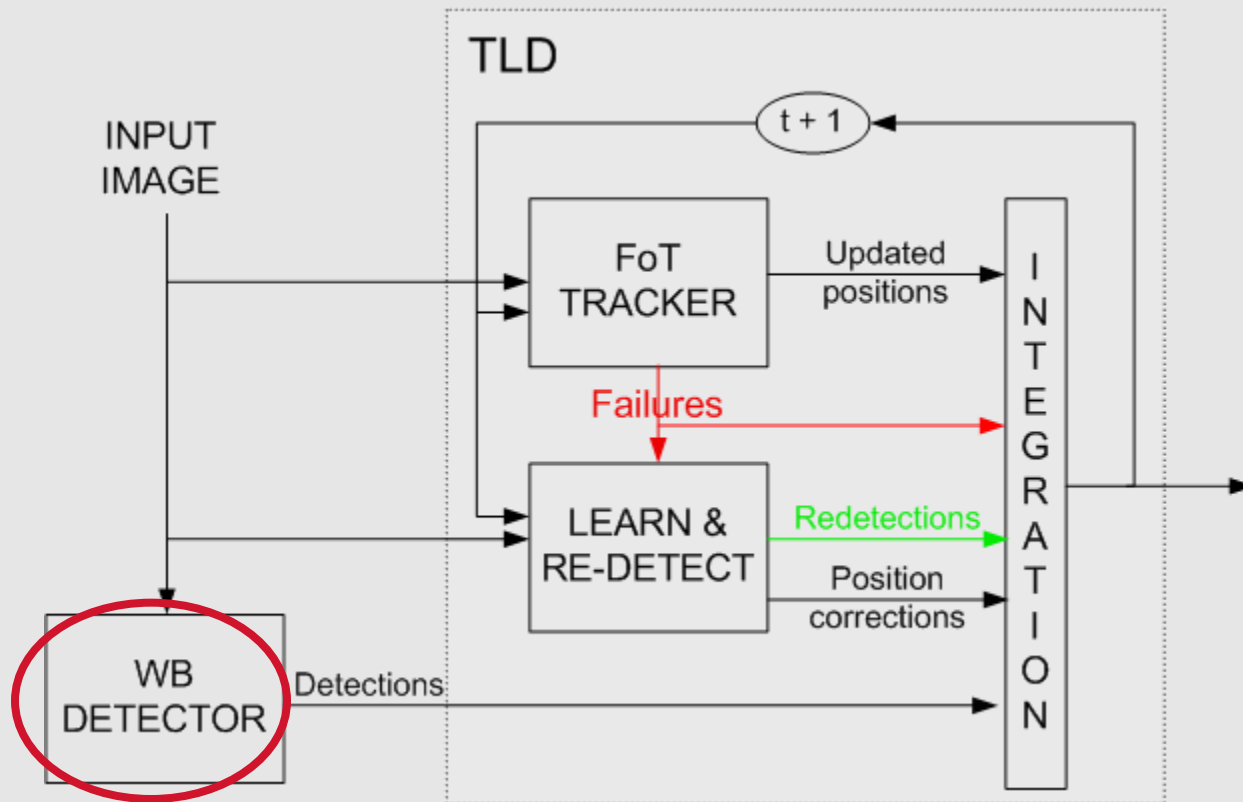 TLD
t + 1
INPUT
IMAGE
FoT
TRACKER
Updated
positions
Failures
LEARN &
RE-DETECT
Redetections
Position
corrections
WB
DETECTOR
Detections
I
N
T
E
G
R
A
T
I
O
N